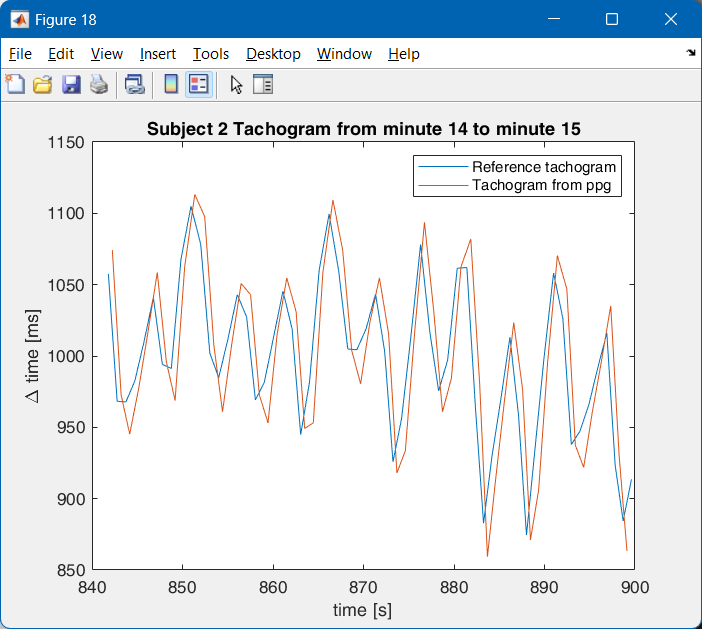 Figure 18
File Edit View Insert Tools Desktop Window Help
Subject 2 Tachogram from minute 14 to minute 15
Reference tachogram
Tachogram from ppg
1150
1100
1050
1000
950
900
850
Δ time [ms]
840 850 860 870 880 890 900
time [s]